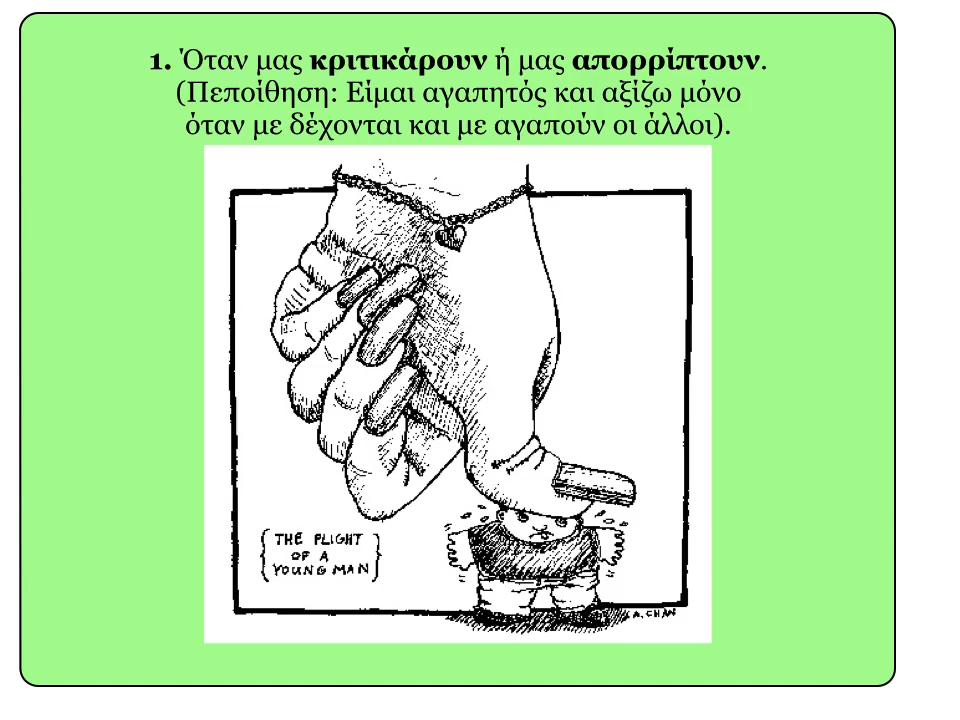 1. Όταν μας κριτικάρουν ή μας απορρίπτουν.
(Πεποίθηση: Είμαι αγαπητός και αξίζω μόνο
όταν με δέχονται και με αγαπούν οι άλλοι).
THE PLIGHT
OF A
YOUNG MAN
A. CHAN